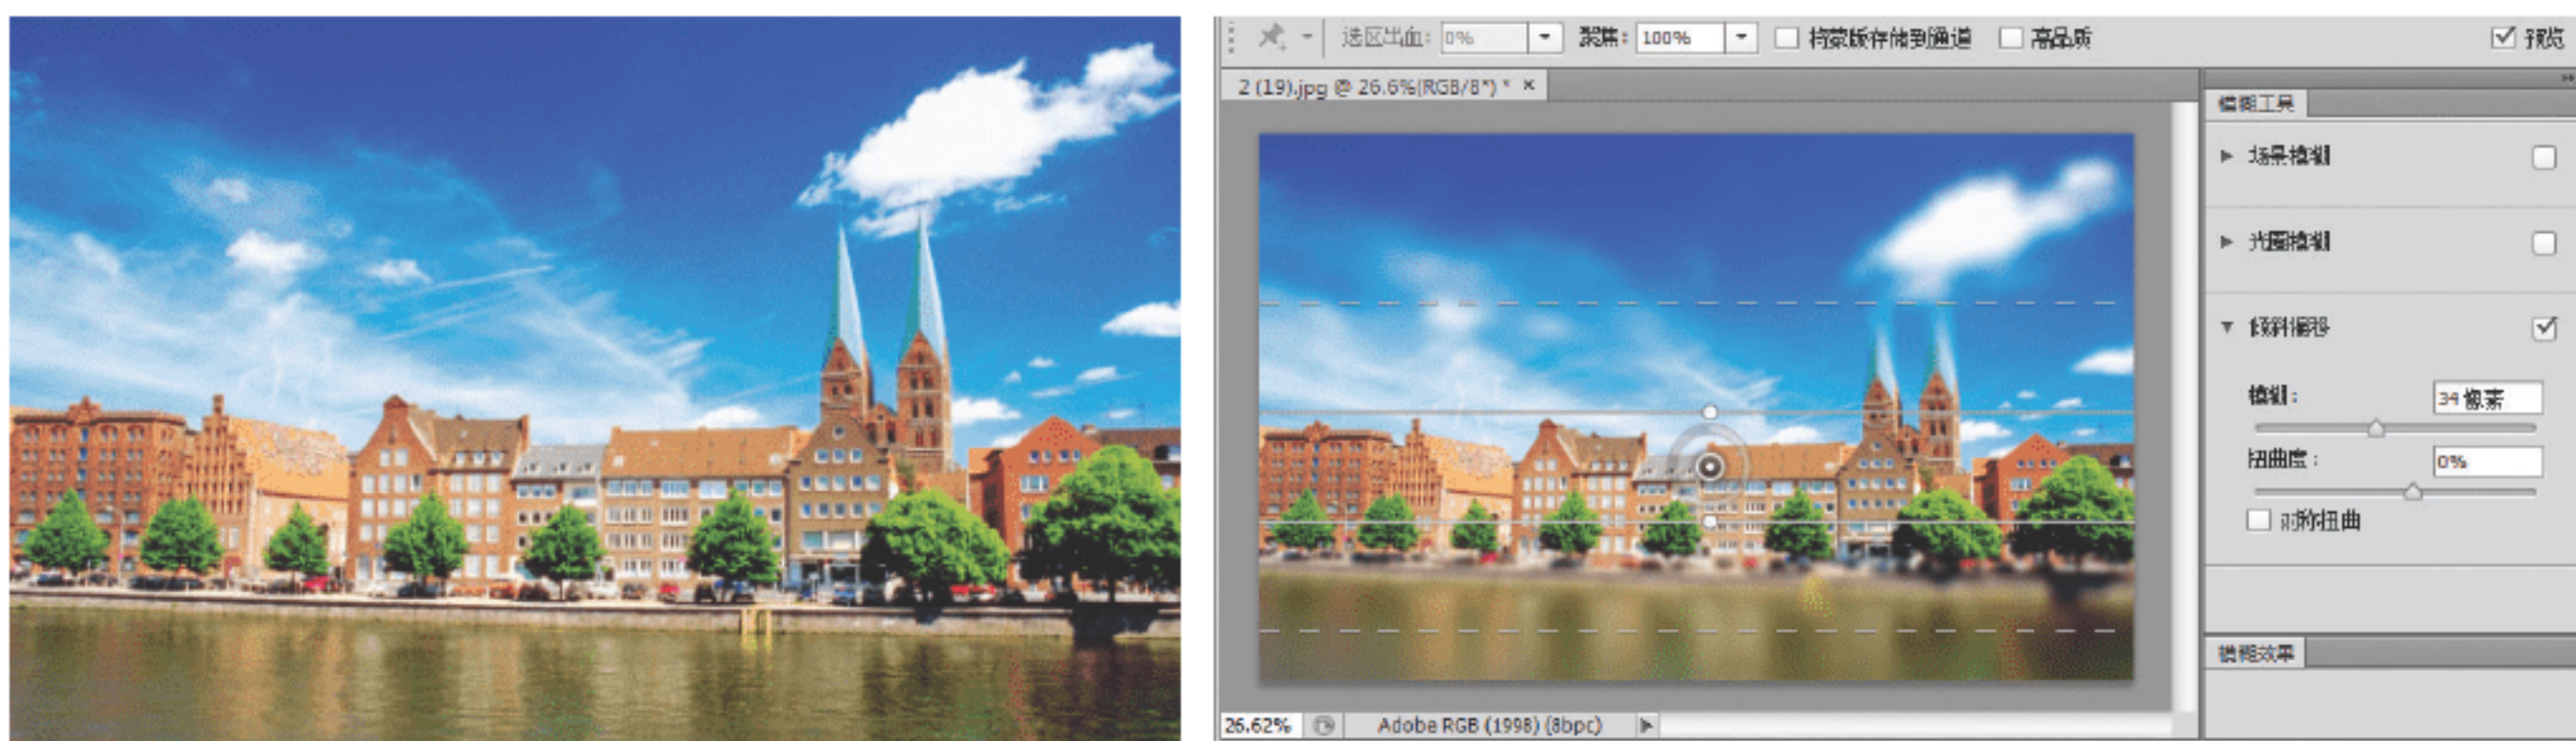 选区出血: 0% 聚焦: 100% 将蒙版存储到通道 高品质 预览
2 (19).jpg @ 26.6%(RGB/8*) * ×
模糊工具
场景模糊
光圈模糊
倾斜偏移
模糊: 34 像素
扭曲度: 0%
对称扭曲
模糊效果
26.62% Adobe RGB (1998) (8bpc)